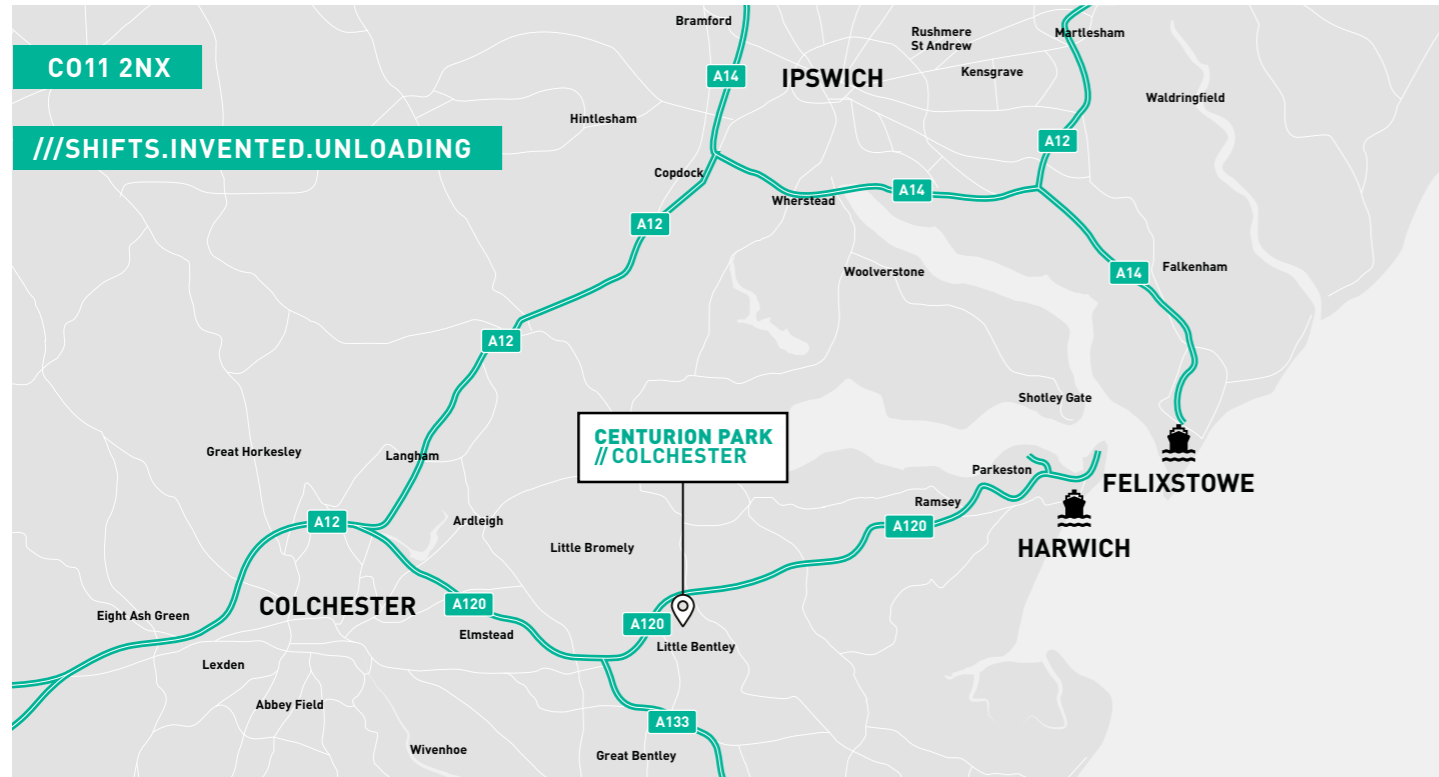 CO11 2NX
///SHIFTS.INVENTED.UNLOADING
Bramford
Rushmere
St Andrew
Martlesham
A14
IPSWICH
Kensgrave
Waldringfield
Hintlesham
A12
Copdock
Wherstead
A14
A12
Woolverstone
A14
Falkenham
A12
Shotley Gate
CENTURION PARK
// COLCHESTER
Great Horkesley
Langham
Parkeston
FELIXSTOWE
Ramsey
A12
Ardleigh
A120
Little Bromely
HARWICH
COLCHESTER
A120
Eight Ash Green
Elmstead
A120
Little Bentley
Lexden
Abbey Field
A133
Wivenhoe
Great Bentley